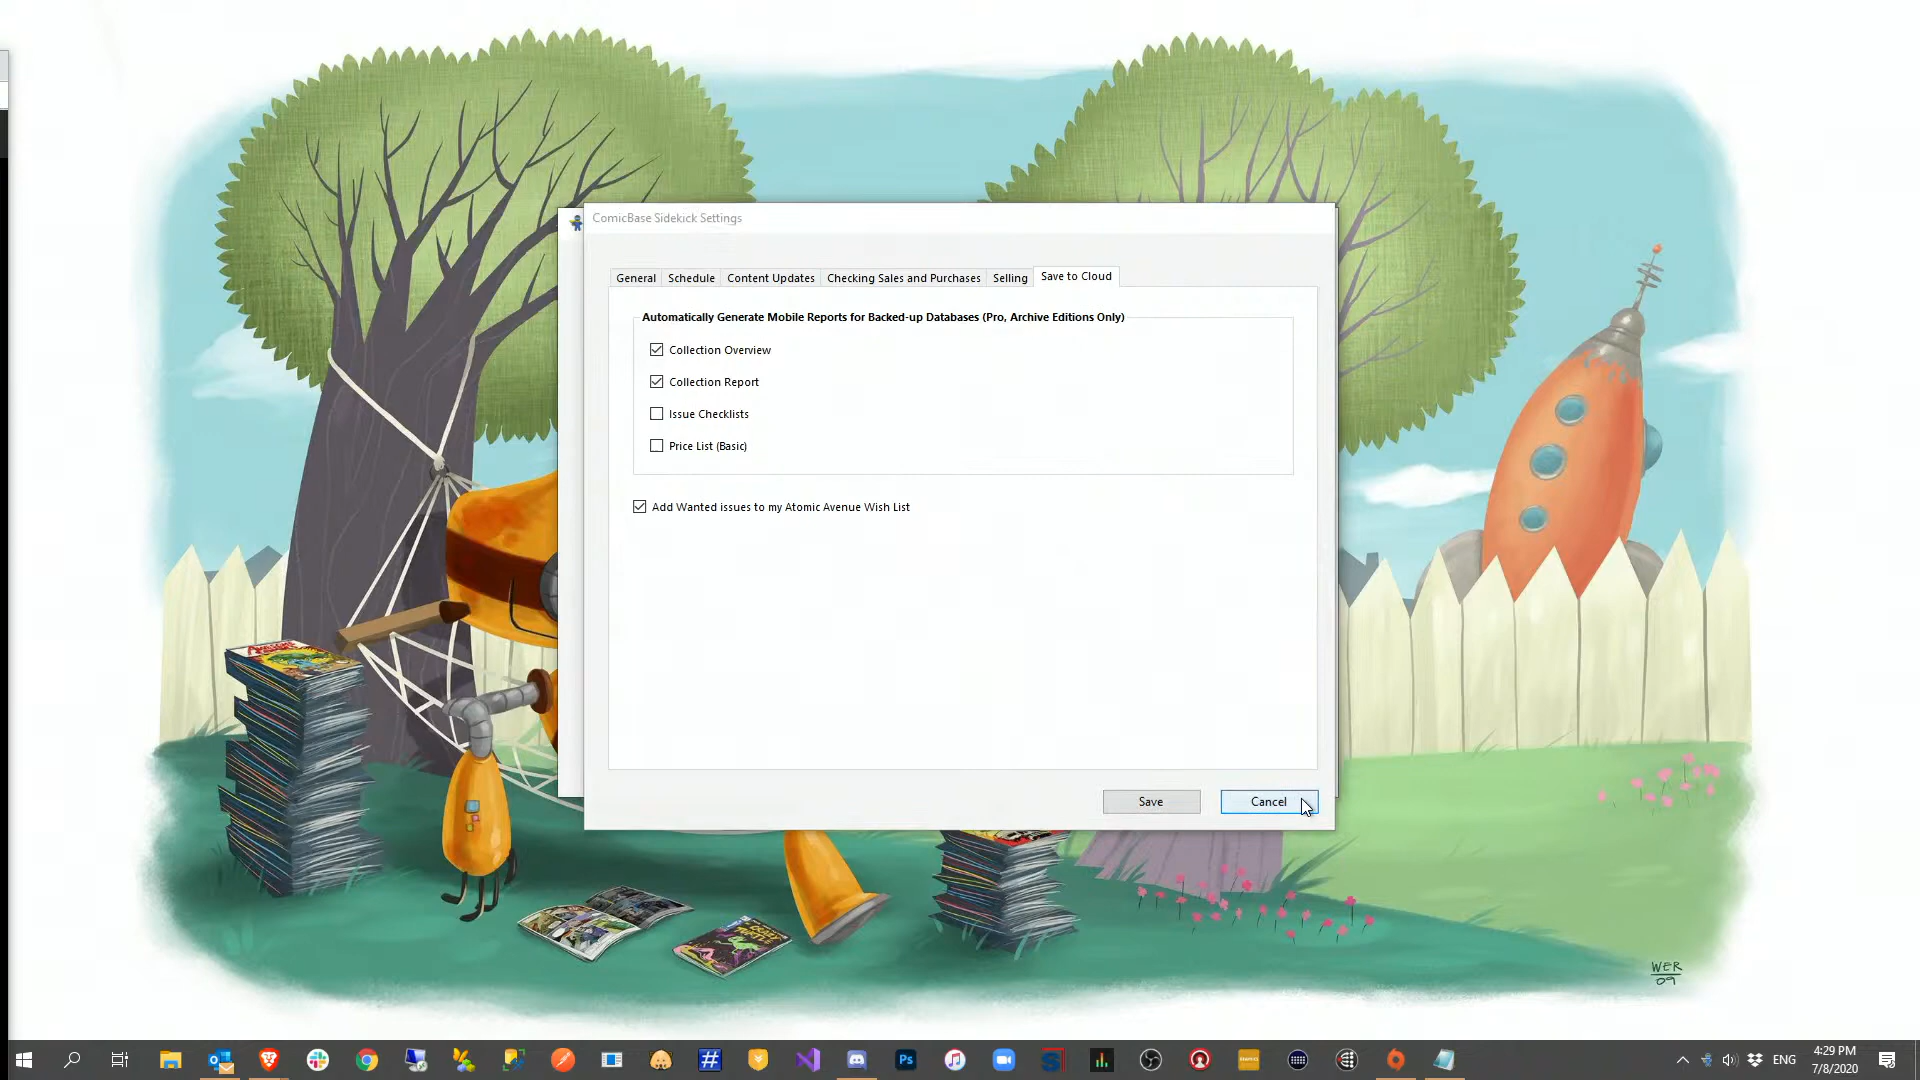 ComicBase Sidekick Settings
General
Schedule
Content Updates
Checking Sales and Purchases
Selling
Save to Cloud
Automatically Generate Mobile Reports for Backed-up Databases (Pro, Archive Editions Only)
Collection Overview
Collection Report
Issue Checklists
Price List (Basic)
Add Wanted issues to my Atomic Avenue Wish List
Save
Cancel
WER
09
Ps
ENG
4:29 PM
7/8/2020